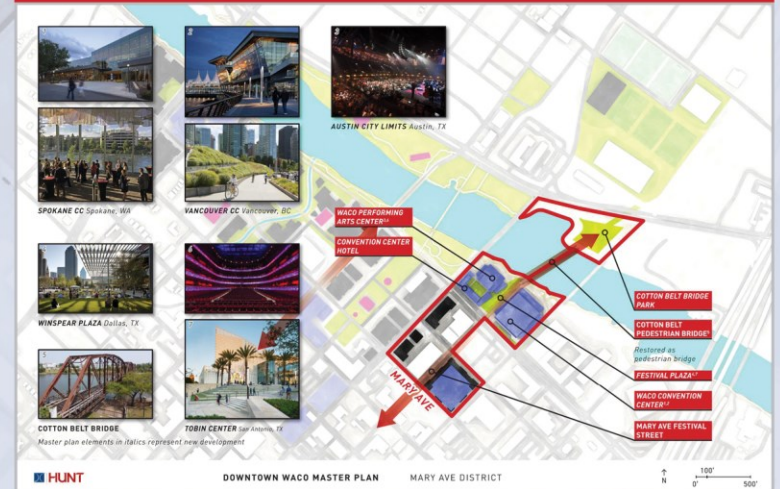 AUSTIN CITY LIMITS Austin, TX
SPOKANE CC Spokane, WA
VANCOUVER CC Vancouver, BC
WACO PERFORMING
ARTS CENTER
CONVENTION CENTER
HOTEL
WINSPEAR PLAZA Dallas, TX
COTTON BELT BRIDGE
PARK
COTTON BELT
PEDESTRIAN BRIDGE
Restored as
pedestrian bridge
FESTIVAL PLAZA
WACO CONVENTION
CENTER
MARY AVE FESTIVAL
STREET
MARY AVE
COTTON BELT BRIDGE
TOBIN CENTER San Antonio, TX
Master plan elements in italics represent new development
HUNT
DOWNTOWN WACO MASTER PLAN
MARY AVE DISTRICT
N
100'
0'
500'